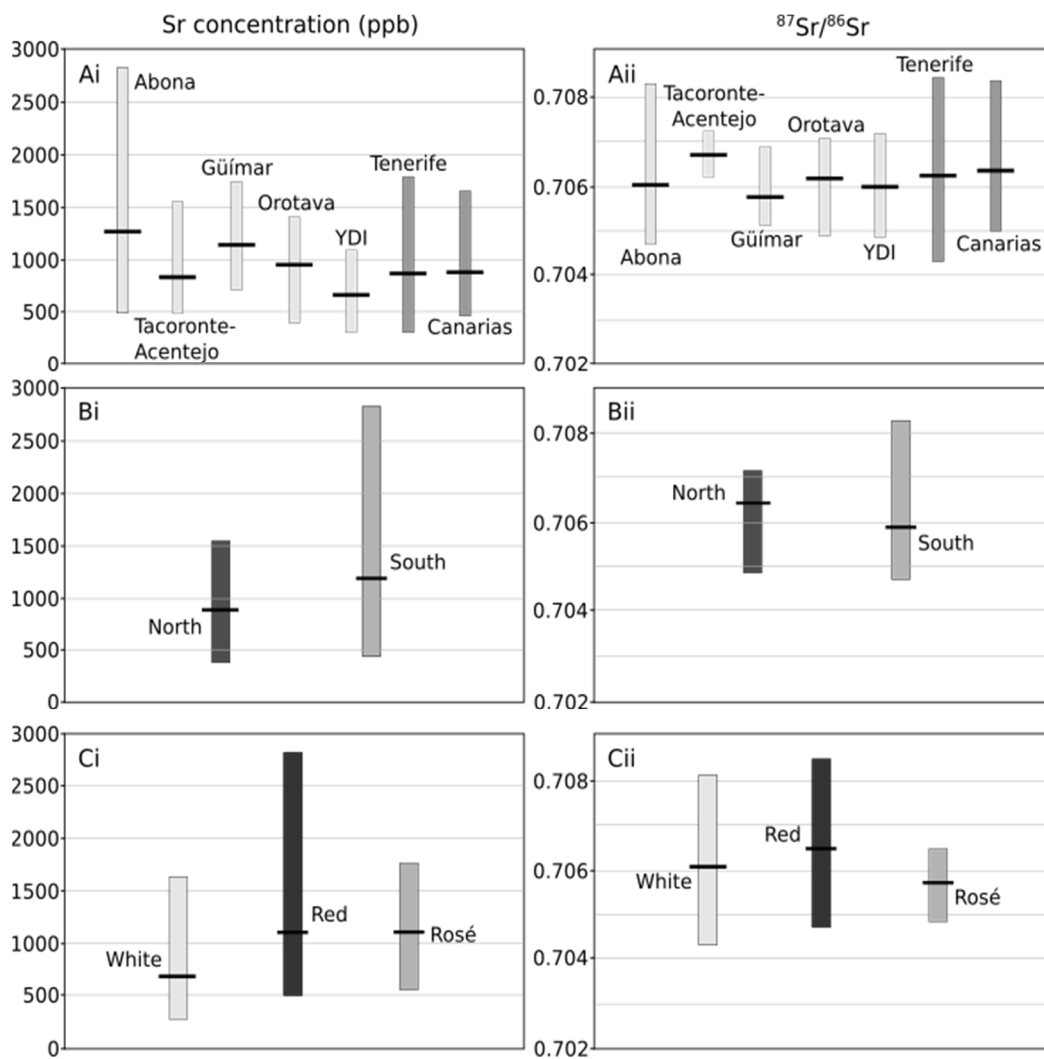 Sr concentration (ppb)
⁸⁷Sr/⁸⁶Sr
3000
2500
2000
1500
1000
500
0
Ai
Abona
Tacoronte-
Acentejo
Güímar
Orotava
YDI
Tenerife
Canarias
0.708
0.706
0.704
0.702
Aii
Abona
Tacoronte-
Acentejo
Güímar
Orotava
YDI
Tenerife
Canarias
3000
2500
2000
1500
1000
500
0
Bi
North
South
0.708
0.706
0.704
0.702
Bii
North
South
3000
2500
2000
1500
1000
500
0
Ci
White
Red
Rosé
0.708
0.706
0.704
0.702
Cii
White
Red
Rosé